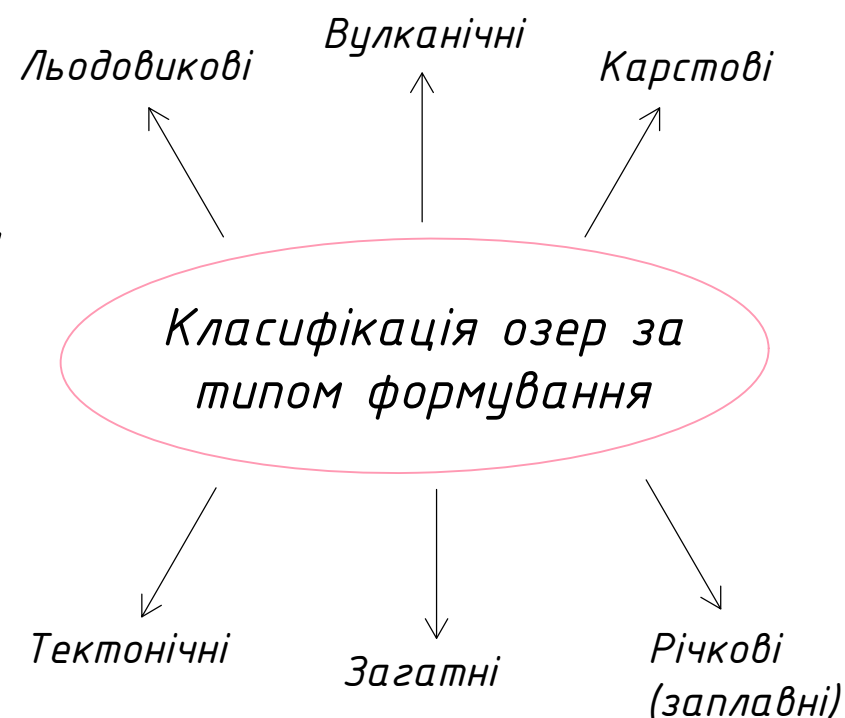 Льодовикові
Вулканічні
Карстові
Класифікація озер за
типом формування
Тектонічні
Загатні
Річкові
(заплавні)